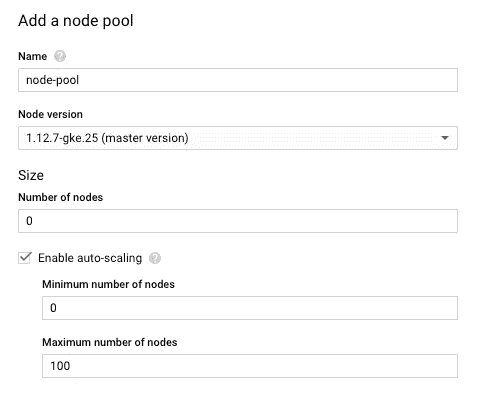 Add a node pool
Name ?
node-pool
Node version
1.12.7-gke.25 (master version)
Size
Number of nodes
0
Enable auto-scaling ?
Minimum number of nodes
0
Maximum number of nodes
100